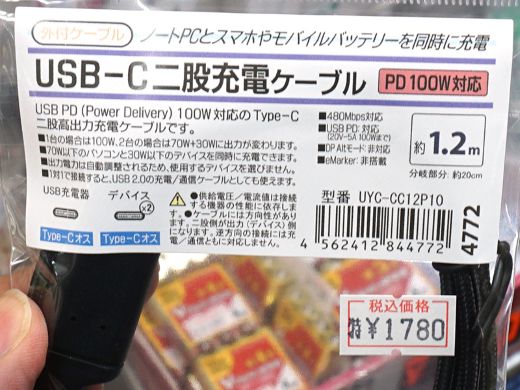 外付ケーブル
ノートPCとスマホやモバイルバッテリーを同時に充電
USB-C二股充電ケーブル
PD 100W対応
USB PD (Power Delivery) 100W対応のType-C
二股高出力充電ケーブルです。
■1台の場合は100W、2台の場合は70W+30Wに出力が変わります。
■70W以下のパソコンと30W以下のデバイスを同時に充電できます。
■出力電力は自動調整されるため、使用するデバイスを選びません。
■1対1で接続すると、USB 2.0の充電/通信ケーブルとしても使えます。
■480Mbps対応
■USB PD: 対応
(20V-5A 100Wまで)
■DP Altモード: 非対応
■eMarker: 非搭載
約1.2m
分岐部分: 約20cm
USB充電器
デバイス
×2
Type-Cオス
Type-Cオス
●供給電圧/電流値は接続
する機器の性能に依存しま
す。●ケーブルには方向性があ
ります。二股側が出力(デバイス)側
になります。逆方向の接続には充
電/通信ともに対応しません。
型番 UYC-CC12P10
4 562412 844772
4772
税込価格
特¥1780